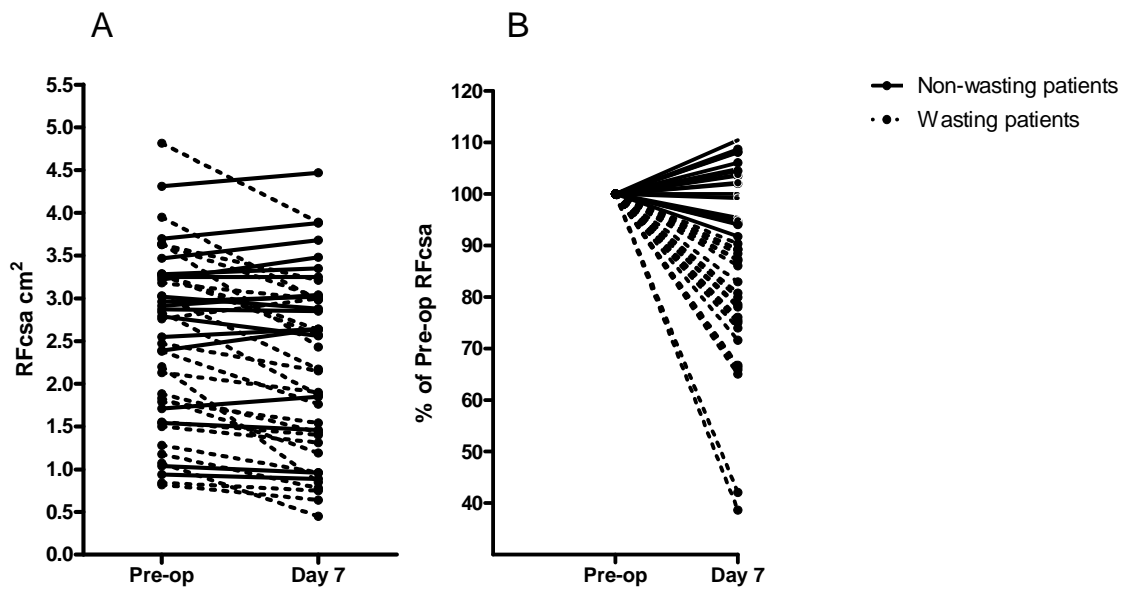 A
B
RFcsa cm²
5.5
5.0
4.5
4.0
3.5
3.0
2.5
2.0
1.5
1.0
0.5
0.0
Pre-op Day 7
% of Pre-op RFcsa
120
110
100
90
80
70
60
50
40
Pre-op Day 7
Non-wasting patients
Wasting patients